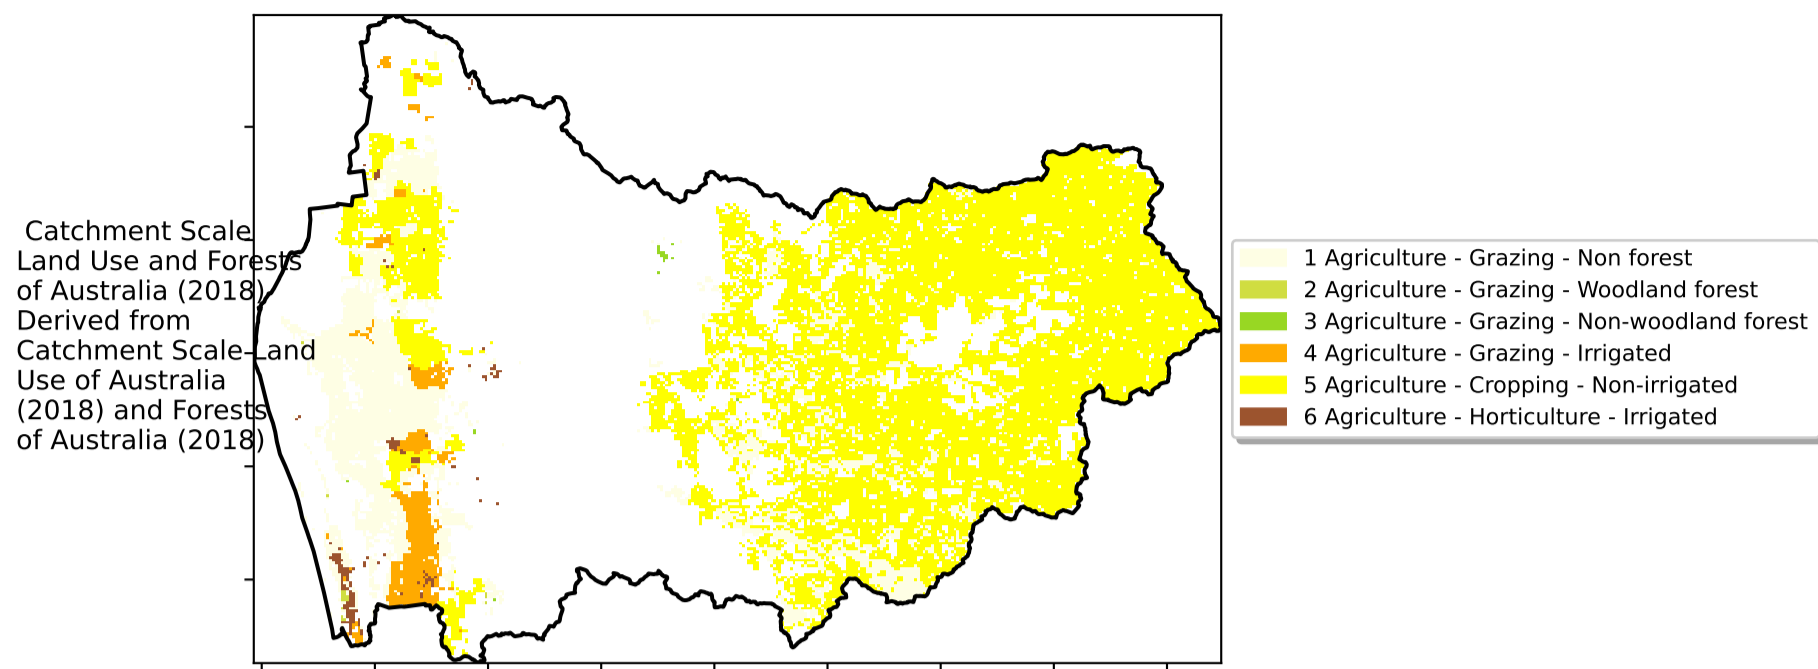 Catchment Scale
Land Use and Forests
of Australia (2018)
Derived from
Catchment Scale Land
Use of Australia
(2018) and Forests
of Australia (2018)
1 Agriculture - Grazing - Non forest
2 Agriculture - Grazing - Woodland forest
3 Agriculture - Grazing - Non-woodland forest
4 Agriculture - Grazing - Irrigated
5 Agriculture - Cropping - Non-irrigated
6 Agriculture - Horticulture - Irrigated